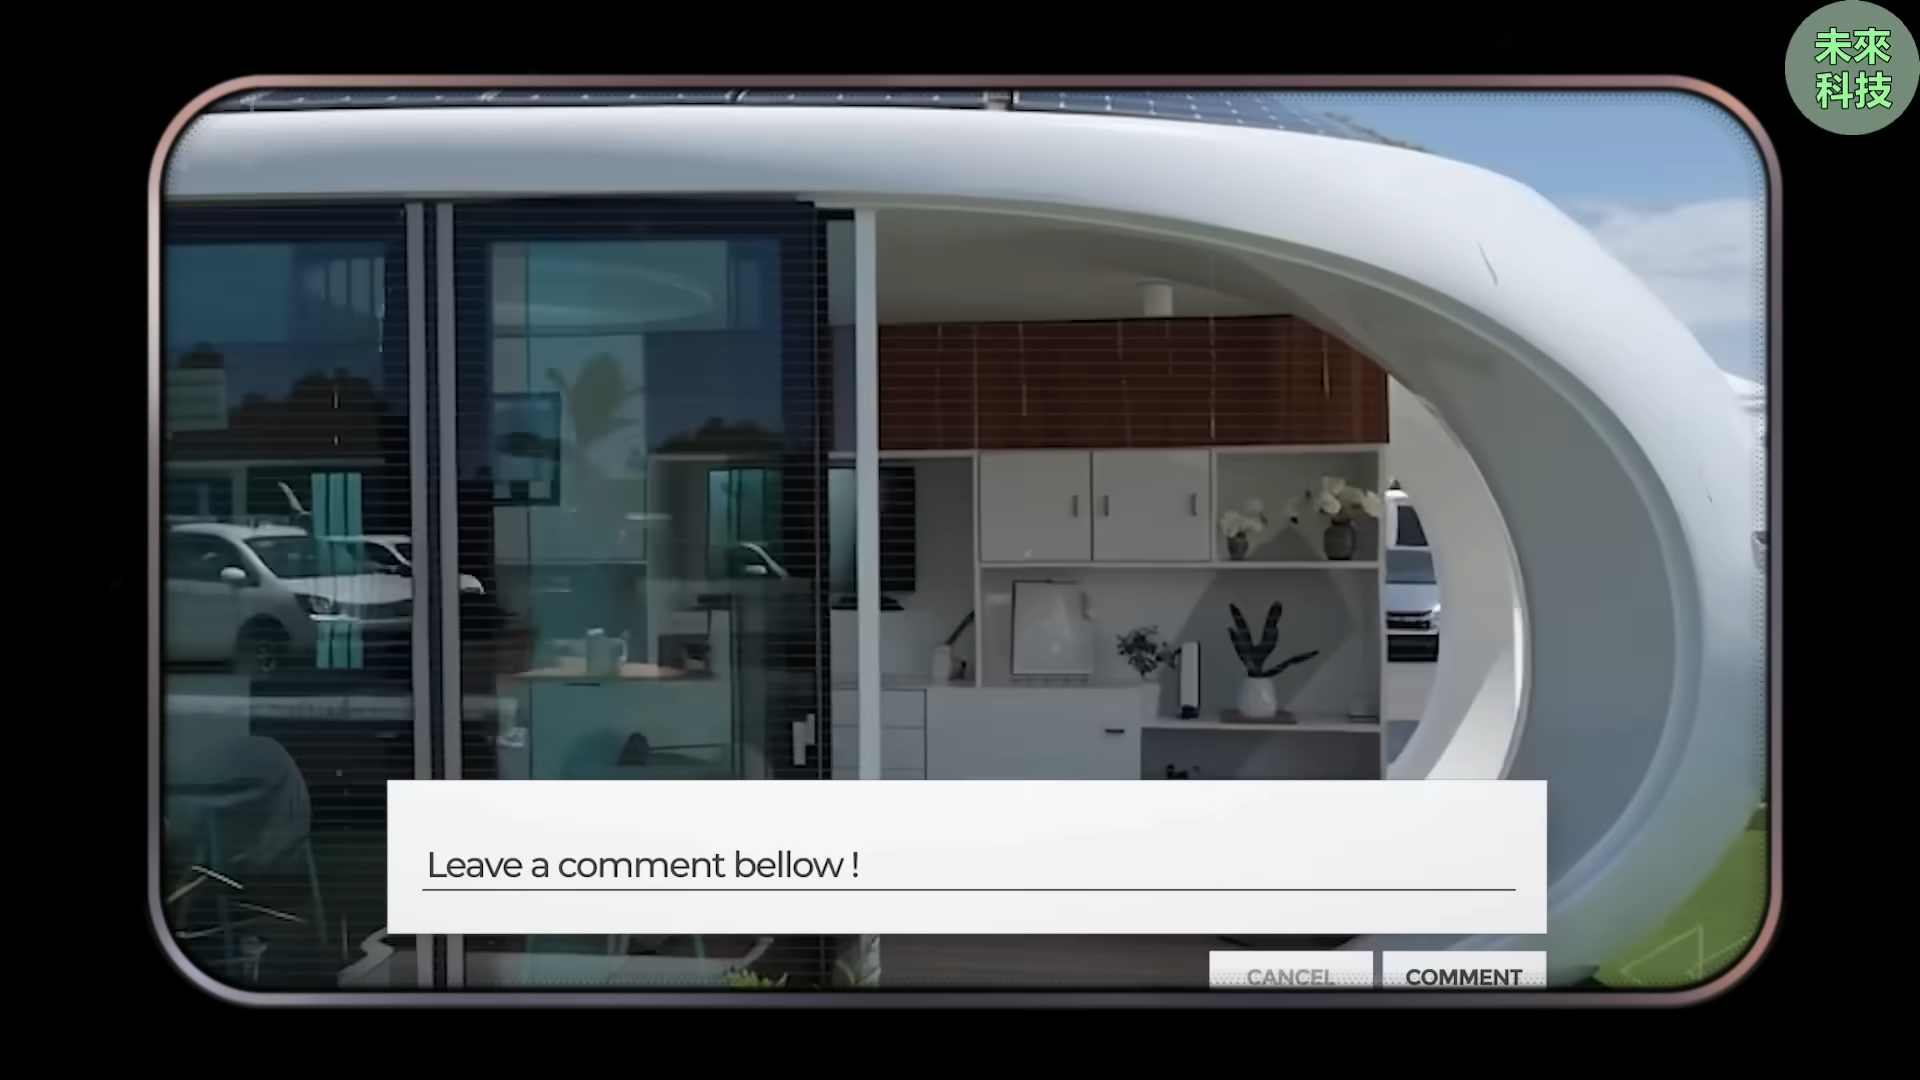 未來
科技
Leave a comment bellow !
CANCEL
COMMENT